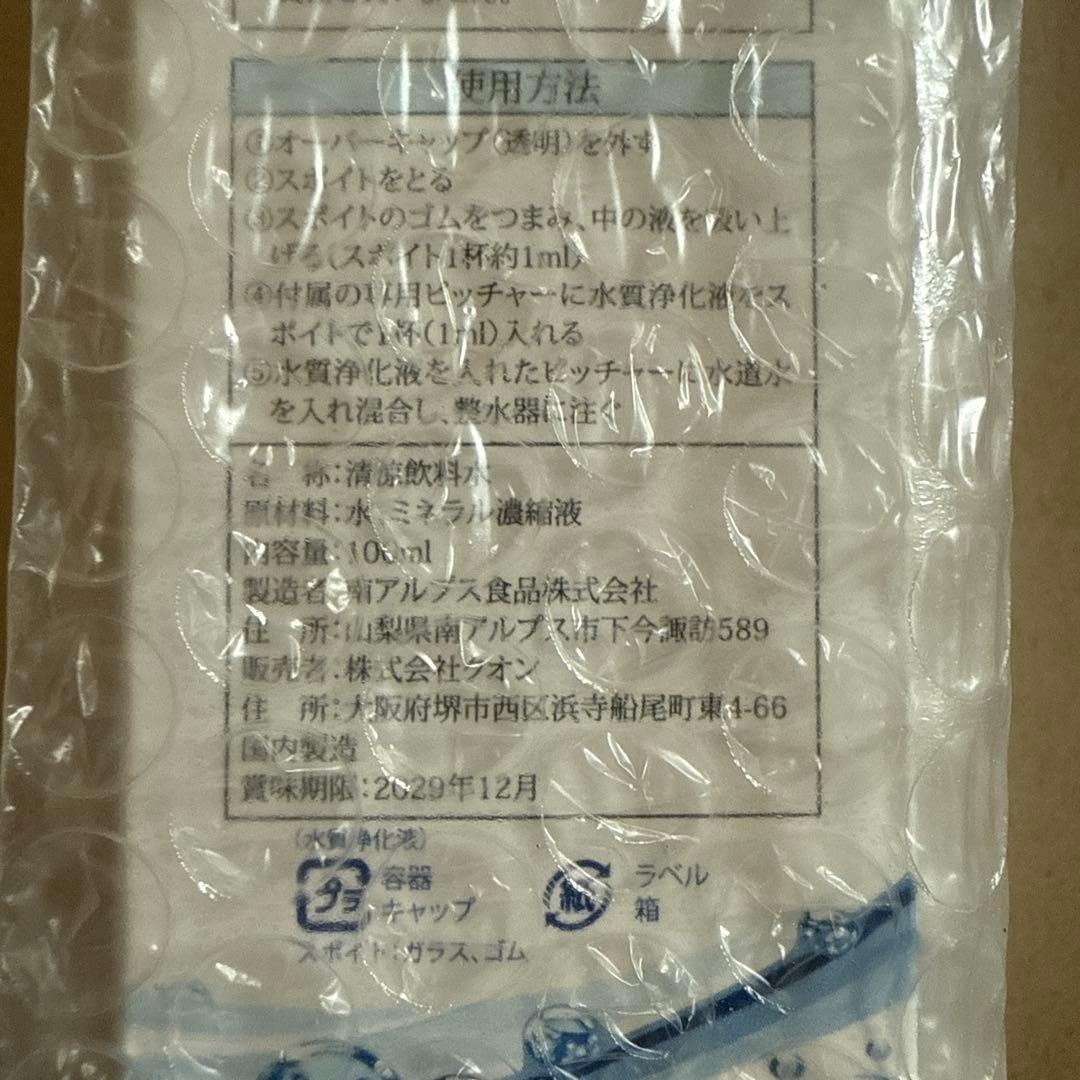 使用方法
①オーバーキャップ(透明)を外す
②スポイトをとる
③スポイトのゴムをつまみ、中の液を吸い上
げる(スポイト1杯約1ml)
④付属の専用ピッチャーに水質浄化液をス
ポイトで1杯(1ml)入れる
⑤水質浄化液を入れたピッチャーに水道水
を入れ混合し、整水器に注ぐ
名 称:清涼飲料水
原材料:水、ミネラル濃縮液
内容量:100ml
製造者:南アルプス食品株式会社
住 所:山梨県南アルプス市下今諏訪589
販売者:株式会社
住 所:大阪府堺市西区浜寺船尾町東4-66
国内製造
賞味期限:2029年12月
(水質浄化液)
プラ 容器 紙 ラベル
キャップ 箱
スポイト:ガラス、ゴム